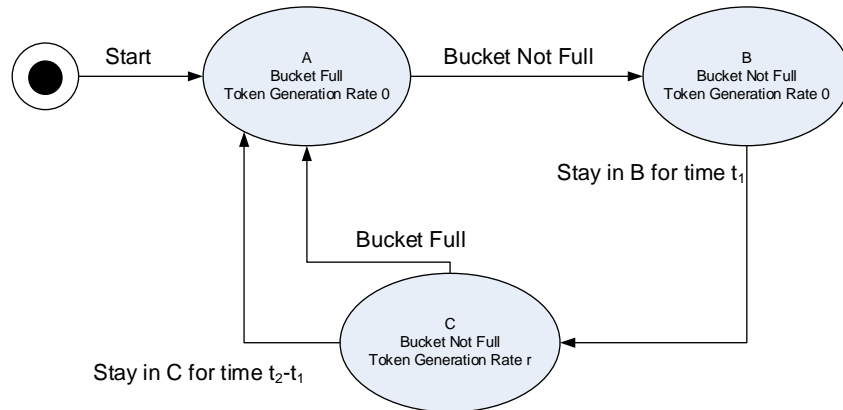 Start
A
Bucket Full
Token Generation Rate 0
Bucket Not Full
B
Bucket Not Full
Token Generation Rate 0
Stay in B for time t₁
Bucket Full
C
Bucket Not Full
Token Generation Rate r
Stay in C for time t₂-t₁